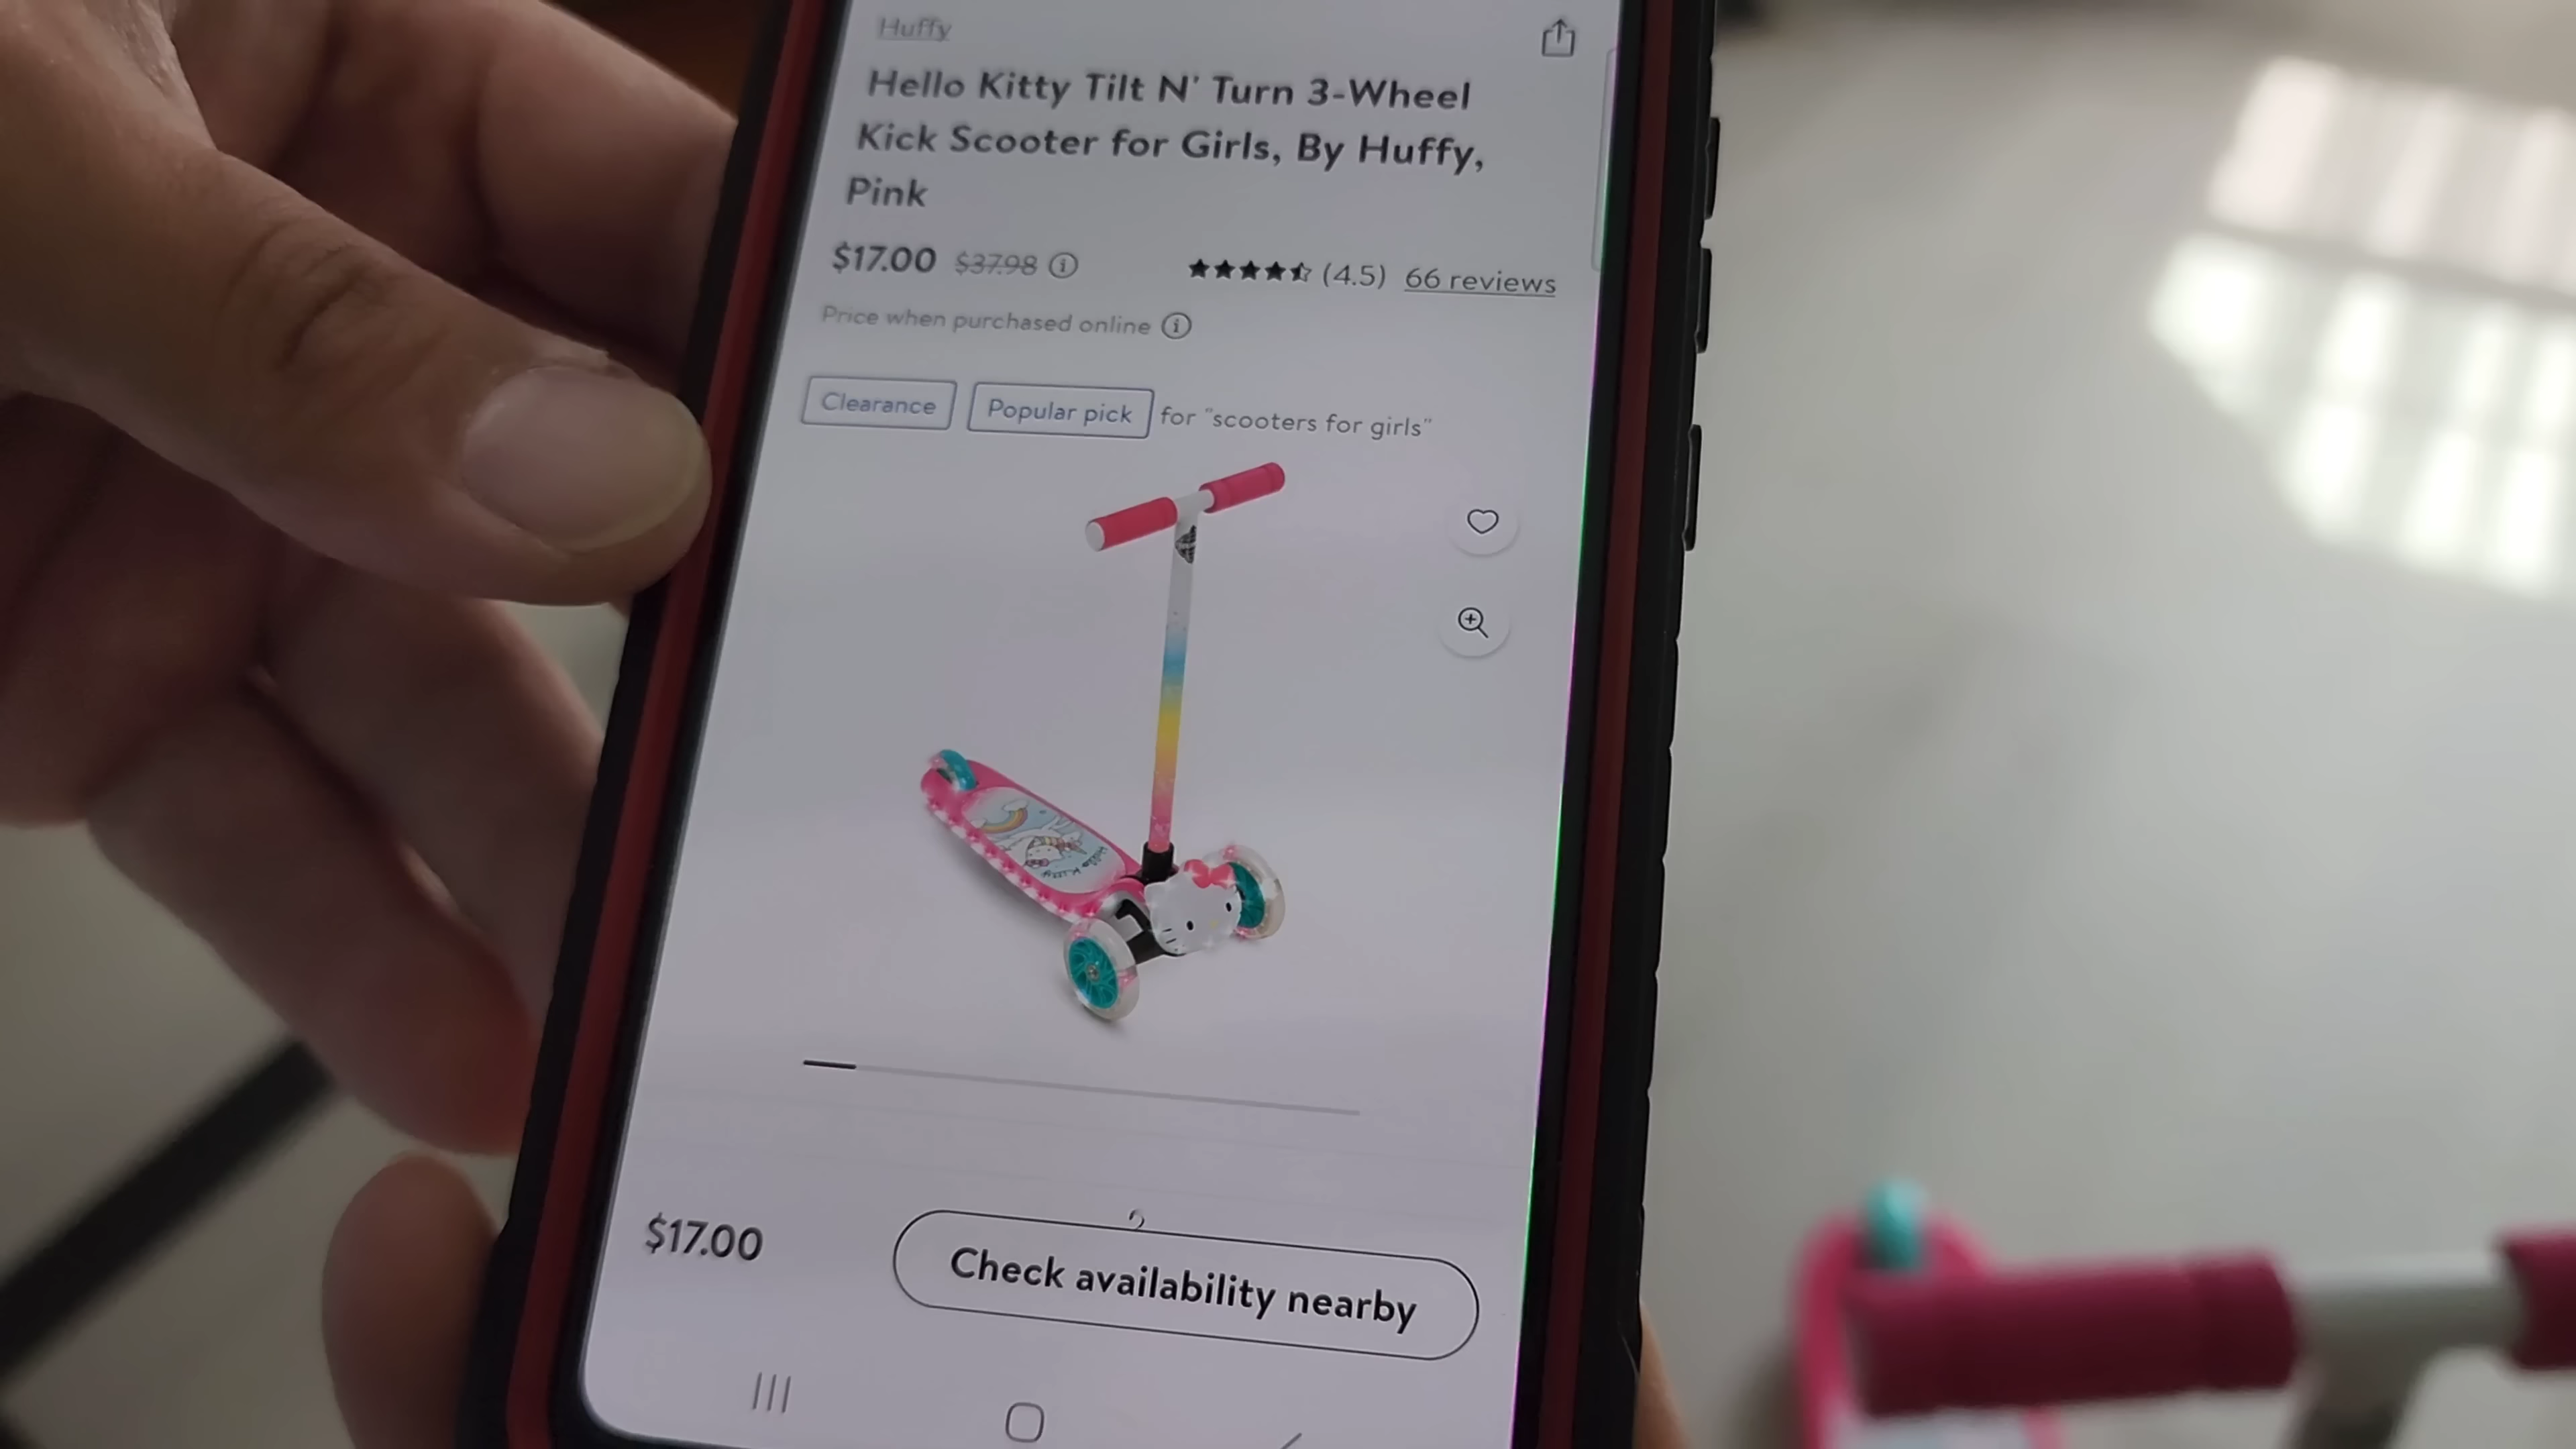 Huffy
Hello Kitty Tilt N' Turn 3-Wheel
Kick Scooter for Girls, By Huffy,
Pink
$17.00 $37.98 (4.5) 66 reviews
Price when purchased online
Clearance Popular pick for "scooters for girls"
Hello Kitty
$17.00 Check availability nearby